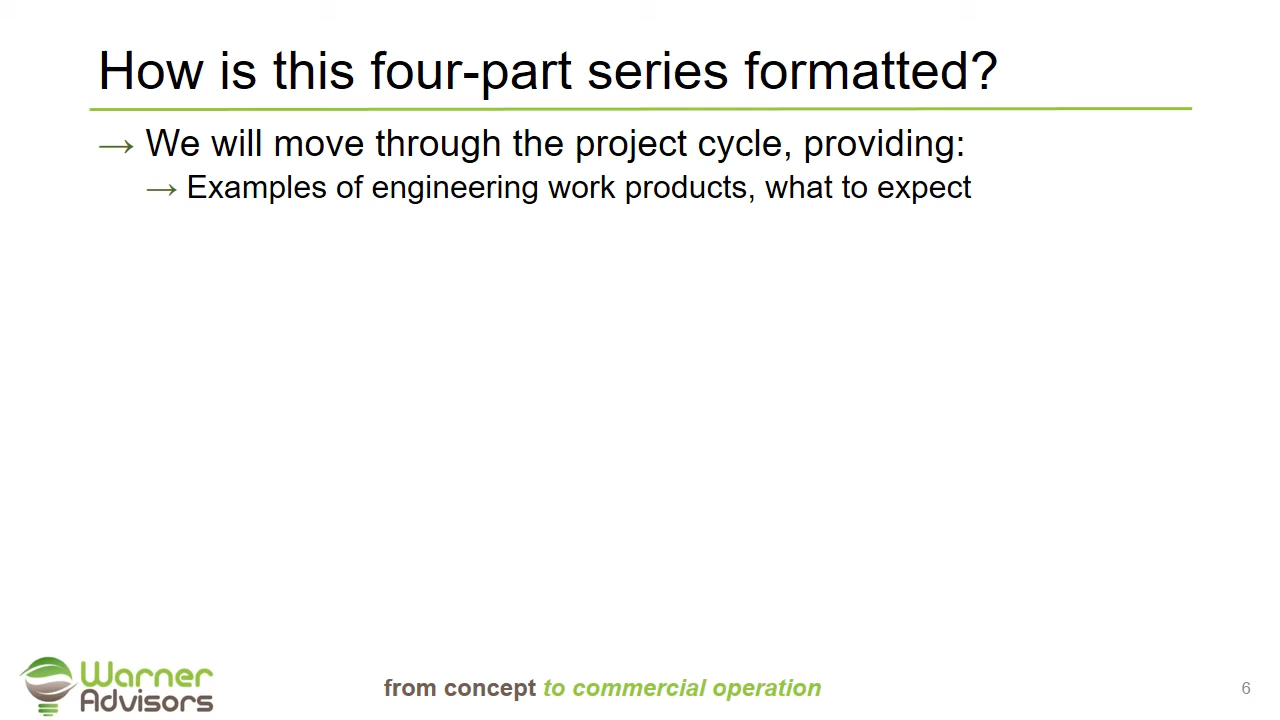 How is this four-part series formatted?
→ We will move through the project cycle, providing:
→ Examples of engineering work products, what to expect
Warner
Advisors
from concept to commercial operation
6